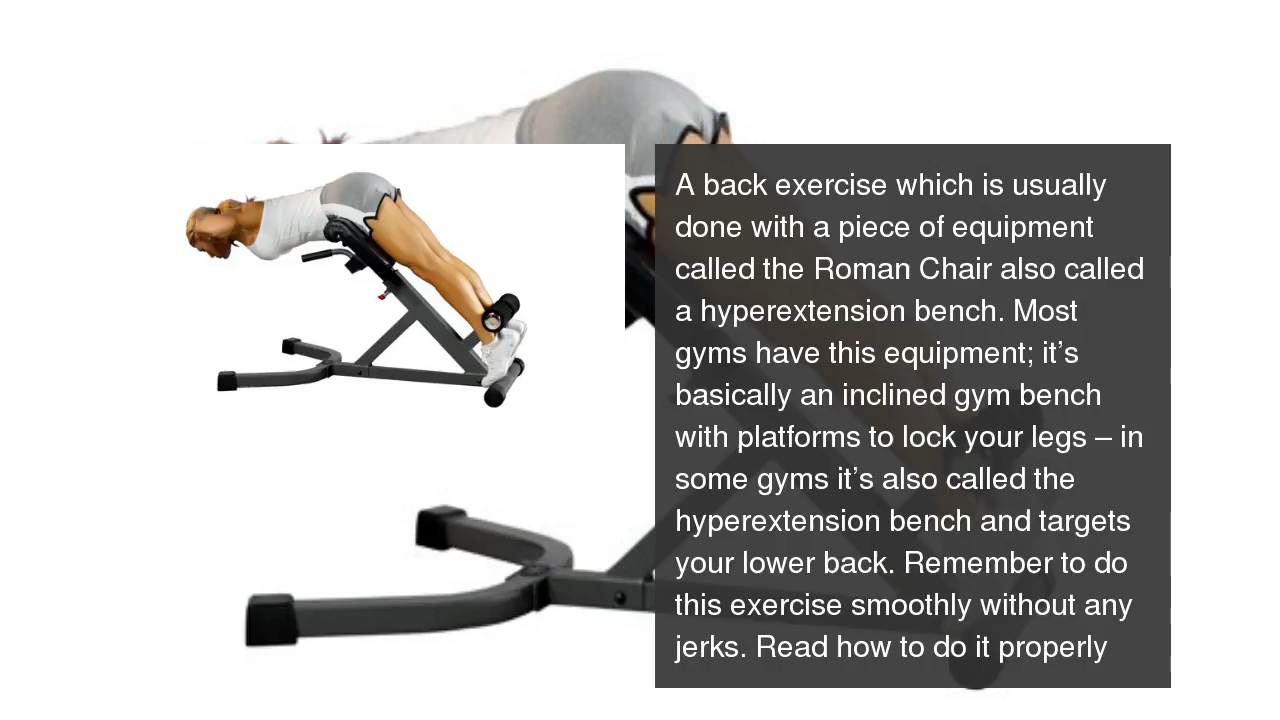 A back exercise which is usually
done with a piece of equipment
called the Roman Chair also called
a hyperextension bench. Most
gyms have this equipment; it’s
basically an inclined gym bench
with platforms to lock your legs – in
some gyms it’s also called the
hyperextension bench and targets
your lower back. Remember to do
this exercise smoothly without any
jerks. Read how to do it properly